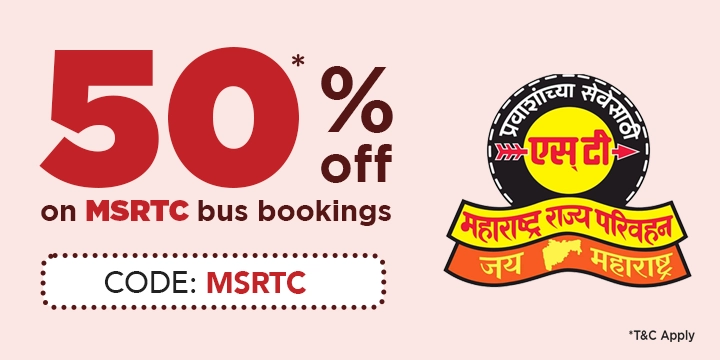 50*%
off
on MSRTC bus bookings
CODE: MSRTC
प्रवाशांच्या सेवेसाठी
एस् टी
महाराष्ट्र राज्य परिवहन
जय महाराष्ट्र
*T&C Apply